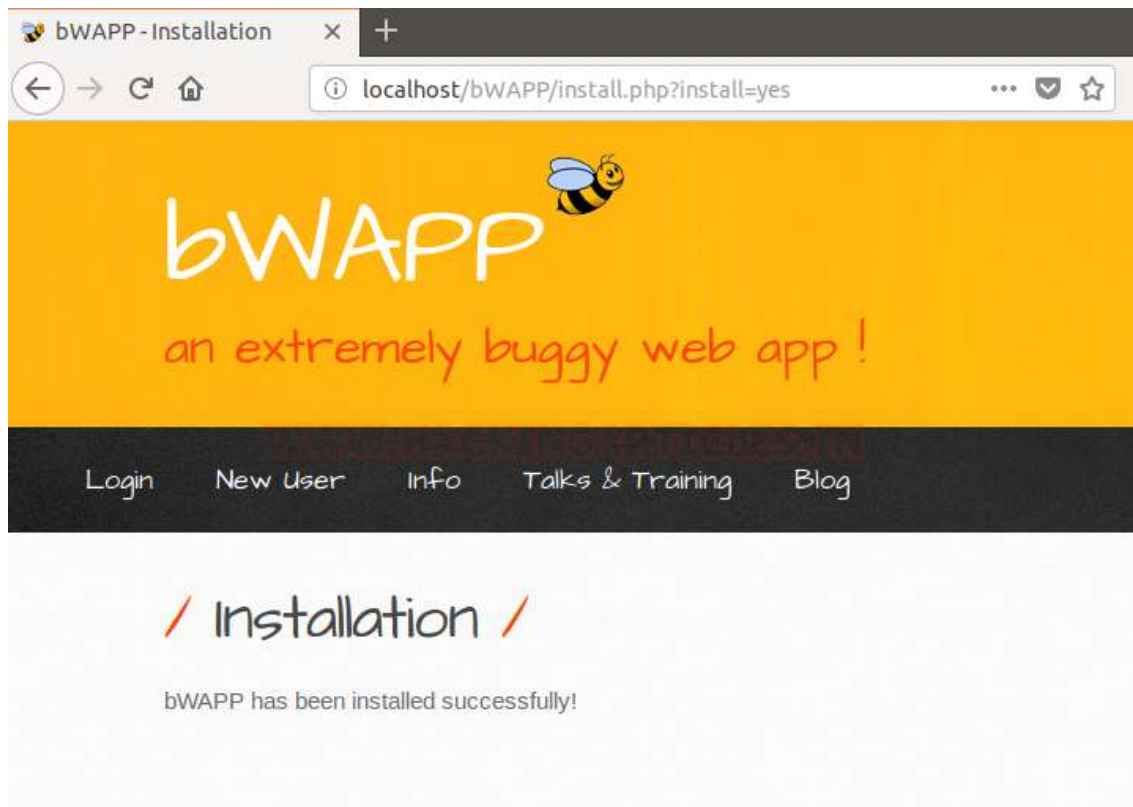 bWAPP - Installation
localhost/bWAPP/install.php?install=yes
bWAPP
an extremely buggy web app !
Login New User Info Talks & Training Blog
/ Installation /
bWAPP has been installed successfully!